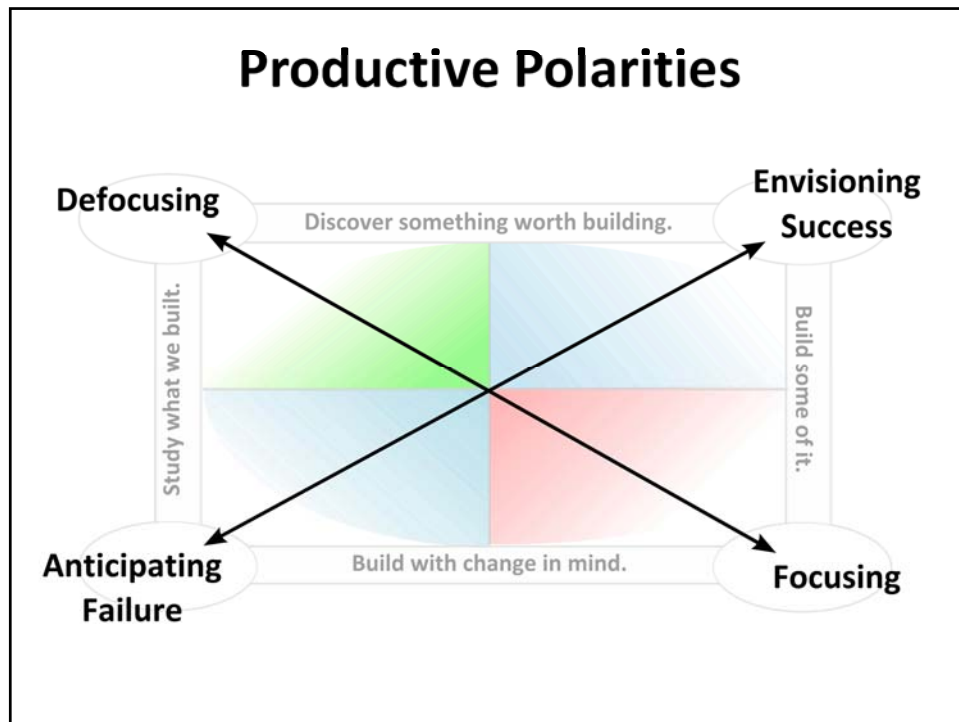 Productive Polarities
Defocusing
Envisioning
Success
Discover something worth building.
Study what we built.
Build some of it.
Anticipating
Failure
Build with change in mind.
Focusing